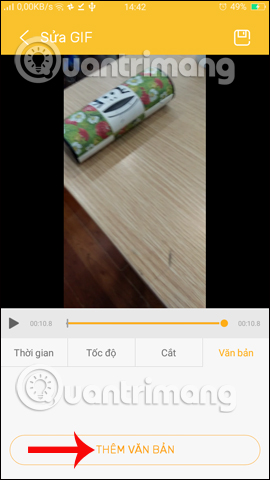 0,00KB/s 14:42 49%
Sửa GIF
Quantrimang
00:10.8 00:10.8
Thời gian Tốc độ Cắt Văn bản
Quantrimang
THÊM VĂN BẢN